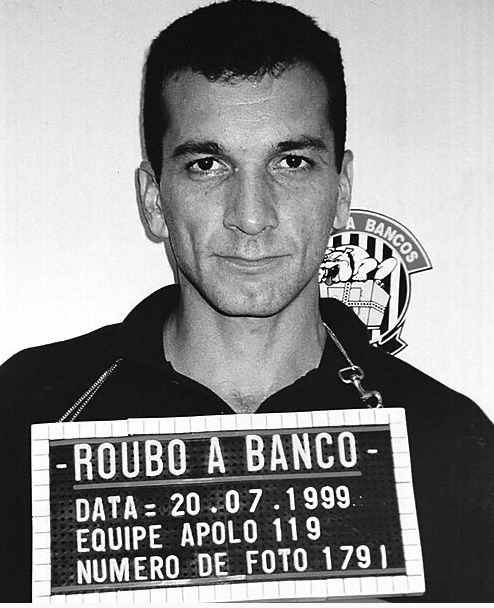 A BANCOS
- ROUBO A BANCO -
DATA = 20.07.1999
EQUIPE APOLO 119
NUMERO DE FOTO 1791